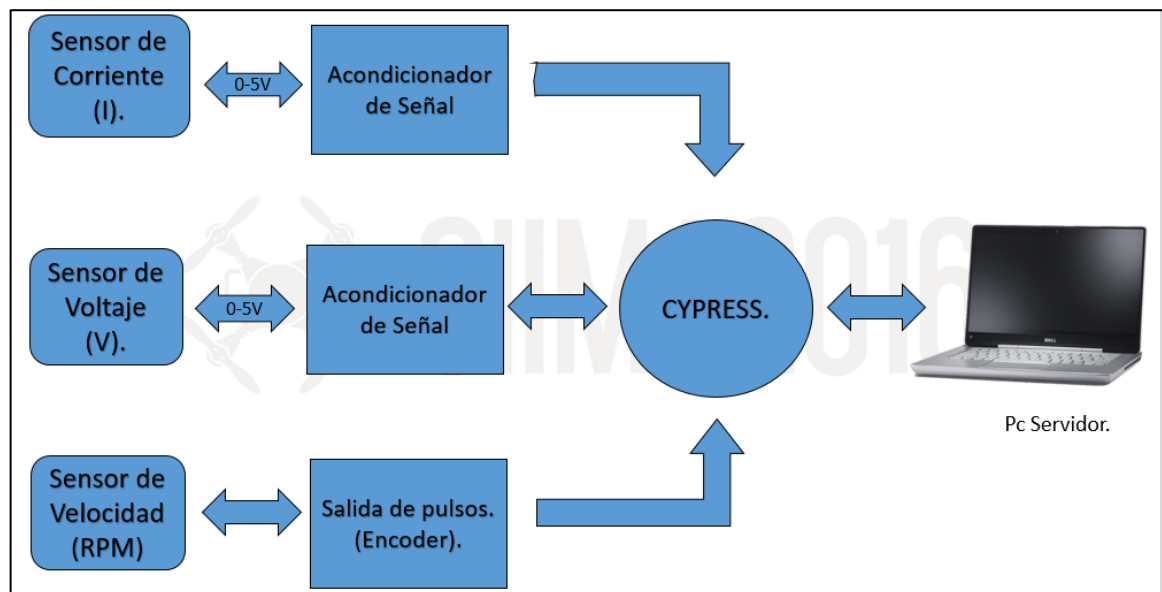 Sensor de
Corriente
(I).
0-5V
Acondicionador
de Señal
Sensor de
Voltaje
(V).
0-5V
Acondicionador
de Señal
CYPRESS.
Pc Servidor.
Sensor de
Velocidad
(RPM)
Salida de pulsos.
(Encoder).
DELL